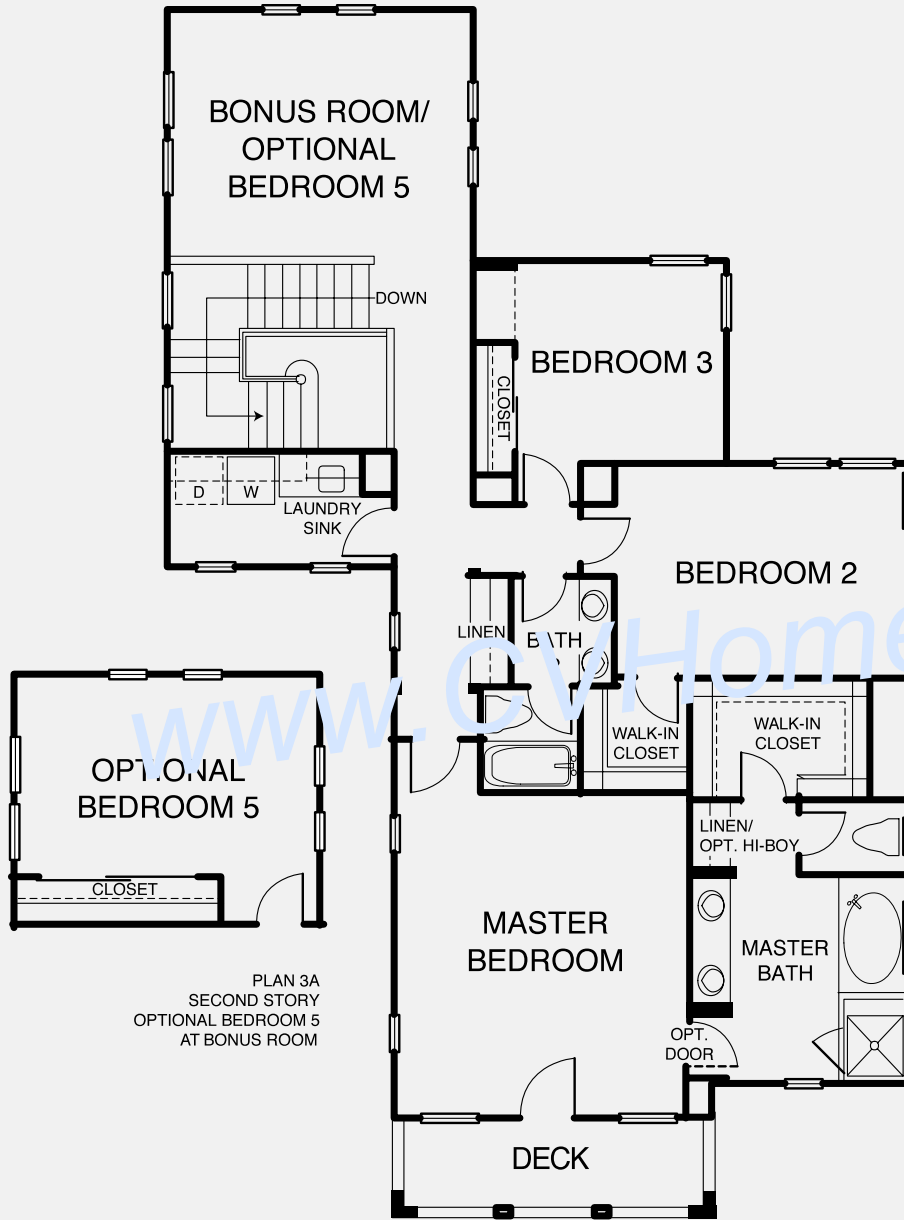 BONUS ROOM/
OPTIONAL
BEDROOM 5
DOWN
BEDROOM 3
CLOSET
D
W
LAUNDRY
SINK
BEDROOM 2
LINEN
BATH
www.CVHome
WALK-IN
CLOSET
WALK-IN
CLOSET
OPTIONAL
BEDROOM 5
CLOSET
LINEN/
OPT. HI-BOY
MASTER
BEDROOM
MASTER
BATH
PLAN 3A
SECOND STORY
OPTIONAL BEDROOM 5
AT BONUS ROOM
OPT.
DOOR
DECK